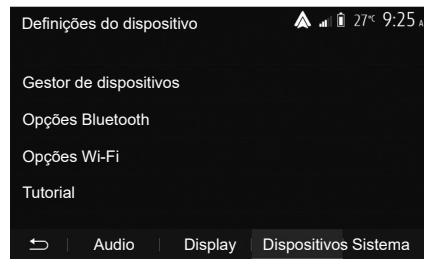 Definições do dispositivo 27°C 9:25 A
Gestor de dispositivos
Opções Bluetooth
Opções Wi-Fi
Tutorial
Audio Display Dispositivos Sistema